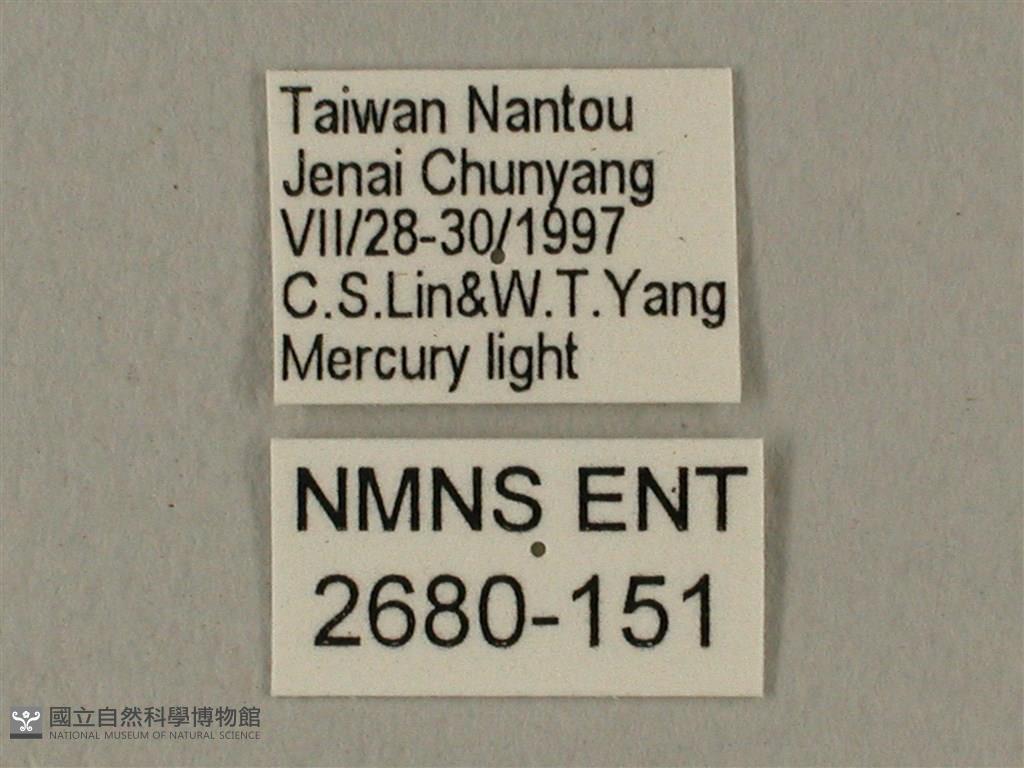 Taiwan Nantou
Jenai Chunyang
VII/28-30/1997
C.S.Lin&W.T.Yang
Mercury light
NMNS ENT
2680-151
國立自然科學博物館
NATIONAL MUSEUM OF NATURAL SCIENCE